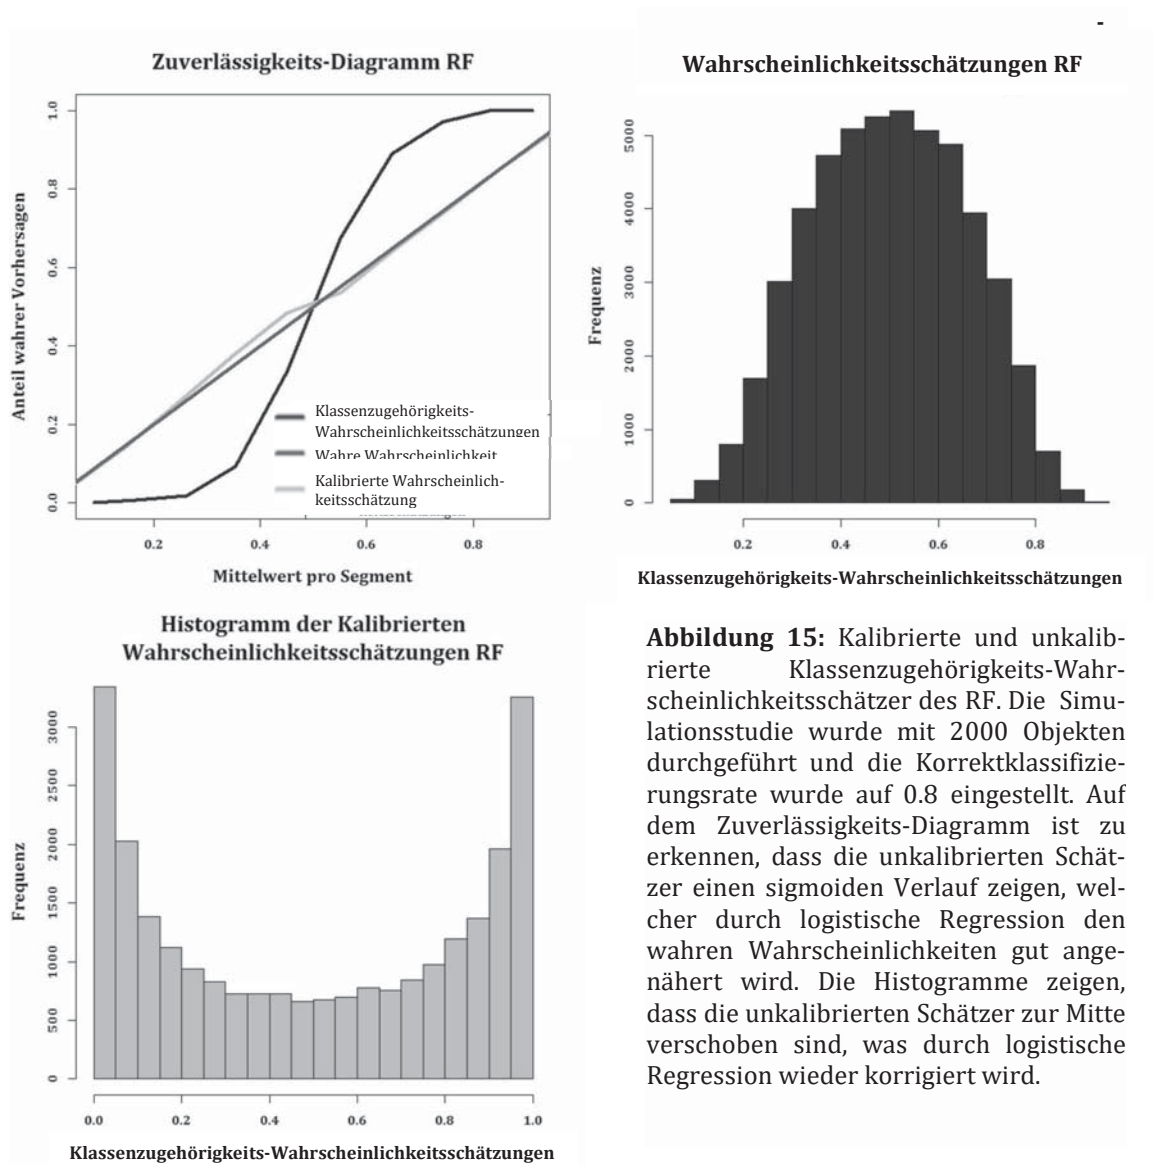 -
Zuverlässigkeits-Diagramm RF
1.0
0.8
0.6
0.4
0.2
0.0
Anteil wahrer Vorhersagen
Klassenzugehörigkeits-
Wahrscheinlichkeitsschätzungen
Wahre Wahrscheinlichkeit
Kalibrierte Wahrscheinlich-
keitsschätzung
0.2 0.4 0.6 0.8
Mittelwert pro Segment
Wahrscheinlichkeitsschätzungen RF
5000
4000
3000
2000
1000
0
Frequenz
0.2 0.4 0.6 0.8
Klassenzugehörigkeits-Wahrscheinlichkeitsschätzungen
Histogramm der Kalibrierten
Wahrscheinlichkeitsschätzungen RF
3000
2500
2000
1500
1000
500
0
Frequenz
0.0 0.2 0.4 0.6 0.8 1.0
Klassenzugehörigkeits-Wahrscheinlichkeitsschätzungen
Abbildung 15: Kalibrierte und unkalib-
rierte Klassenzugehörigkeits-Wahr-
scheinlichkeitsschätzer des RF. Die Simu-
lationsstudie wurde mit 2000 Objekten
durchgeführt und die Korrektklassifizie-
rungsrate wurde auf 0.8 eingestellt. Auf
dem Zuverlässigkeits-Diagramm ist zu
erkennen, dass die unkalibrierten Schät-
zer einen sigmoiden Verlauf zeigen, wel-
cher durch logistische Regression den
wahren Wahrscheinlichkeiten gut ange-
nähert wird. Die Histogramme zeigen,
dass die unkalibrierten Schätzer zur Mitte
verschoben sind, was durch logistische
Regression wieder korrigiert wird.